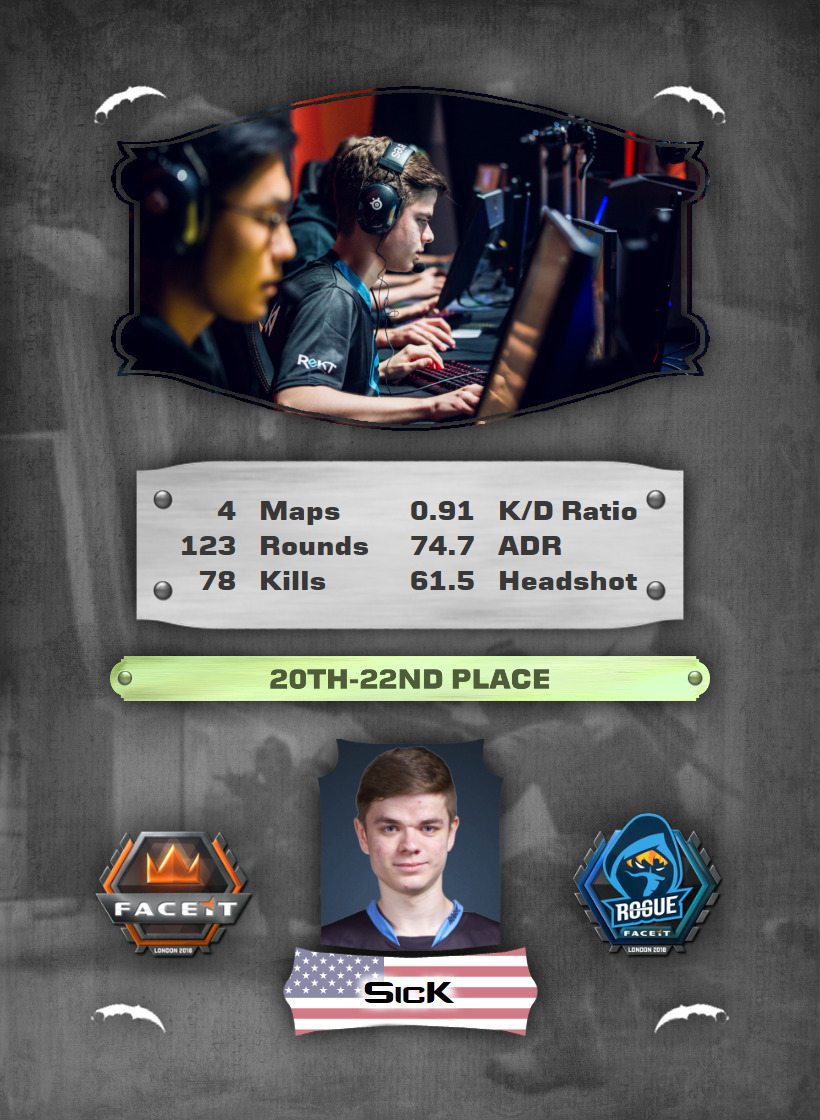 ReKT
4 Maps 0.91 K/D Ratio
123 Rounds 74.7 ADR
78 Kills 61.5 Headshot
20TH-22ND PLACE
FACEIT
LONDON 2018
ROGUE
FACEIT
LONDON 2018
SicK